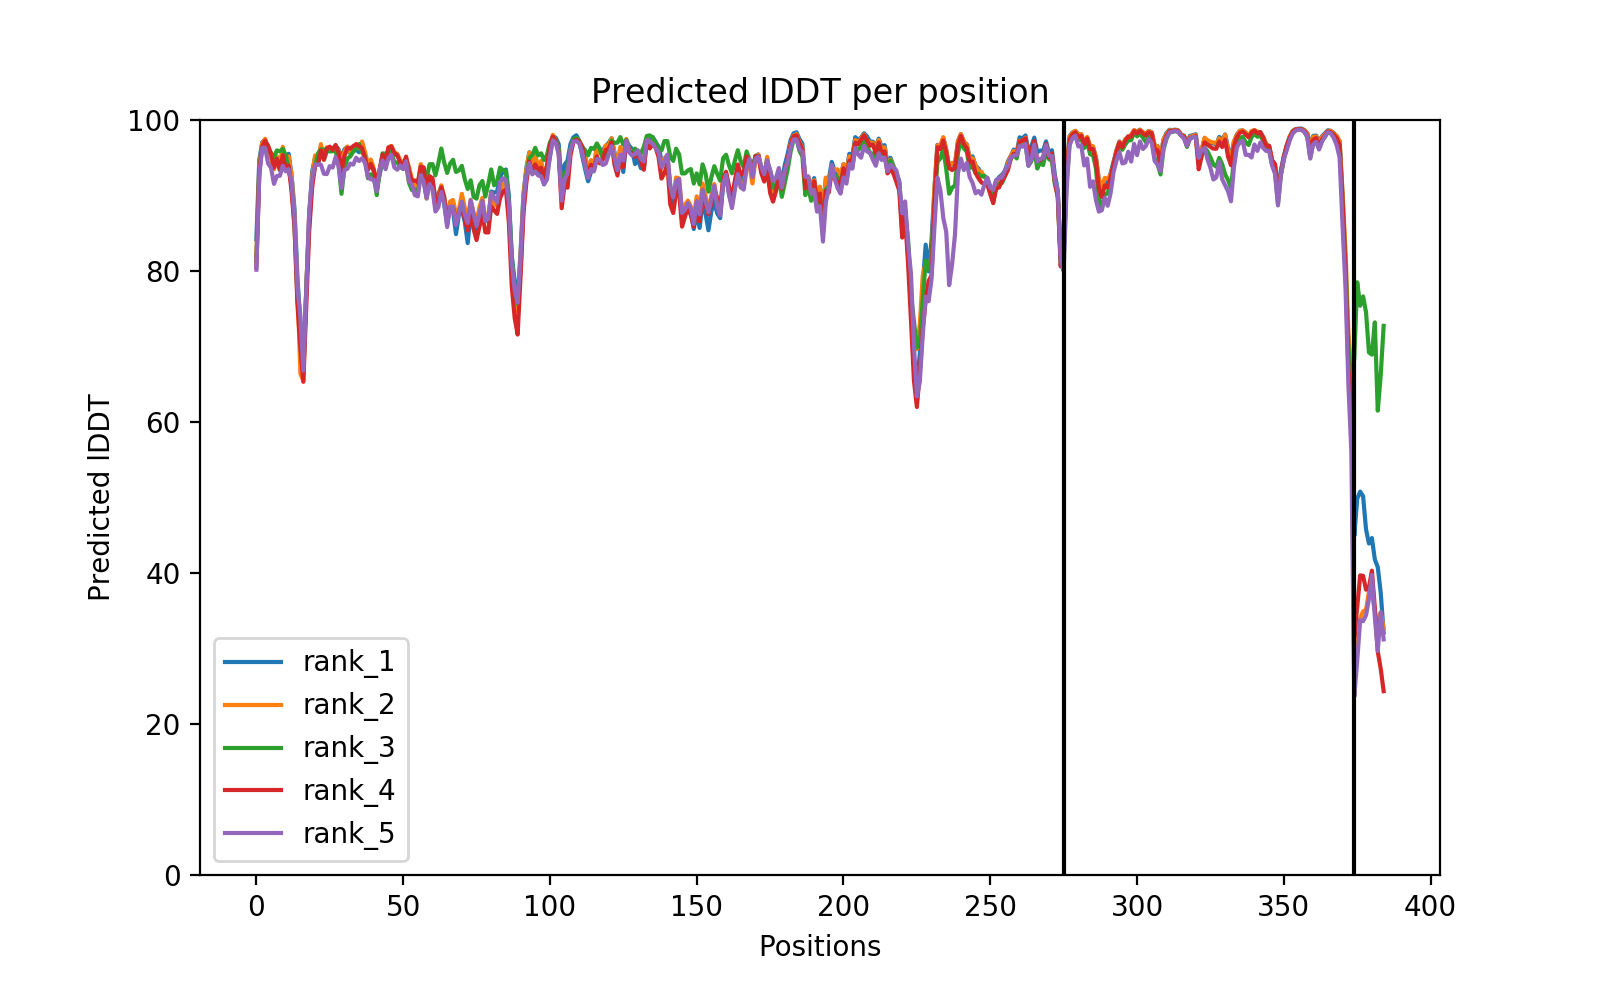 Predicted lDDT per position
100
80
60
40
20
0
Predicted lDDT
rank_1
rank_2
rank_3
rank_4
rank_5
0 50 100 150 200 250 300 350 400
Positions